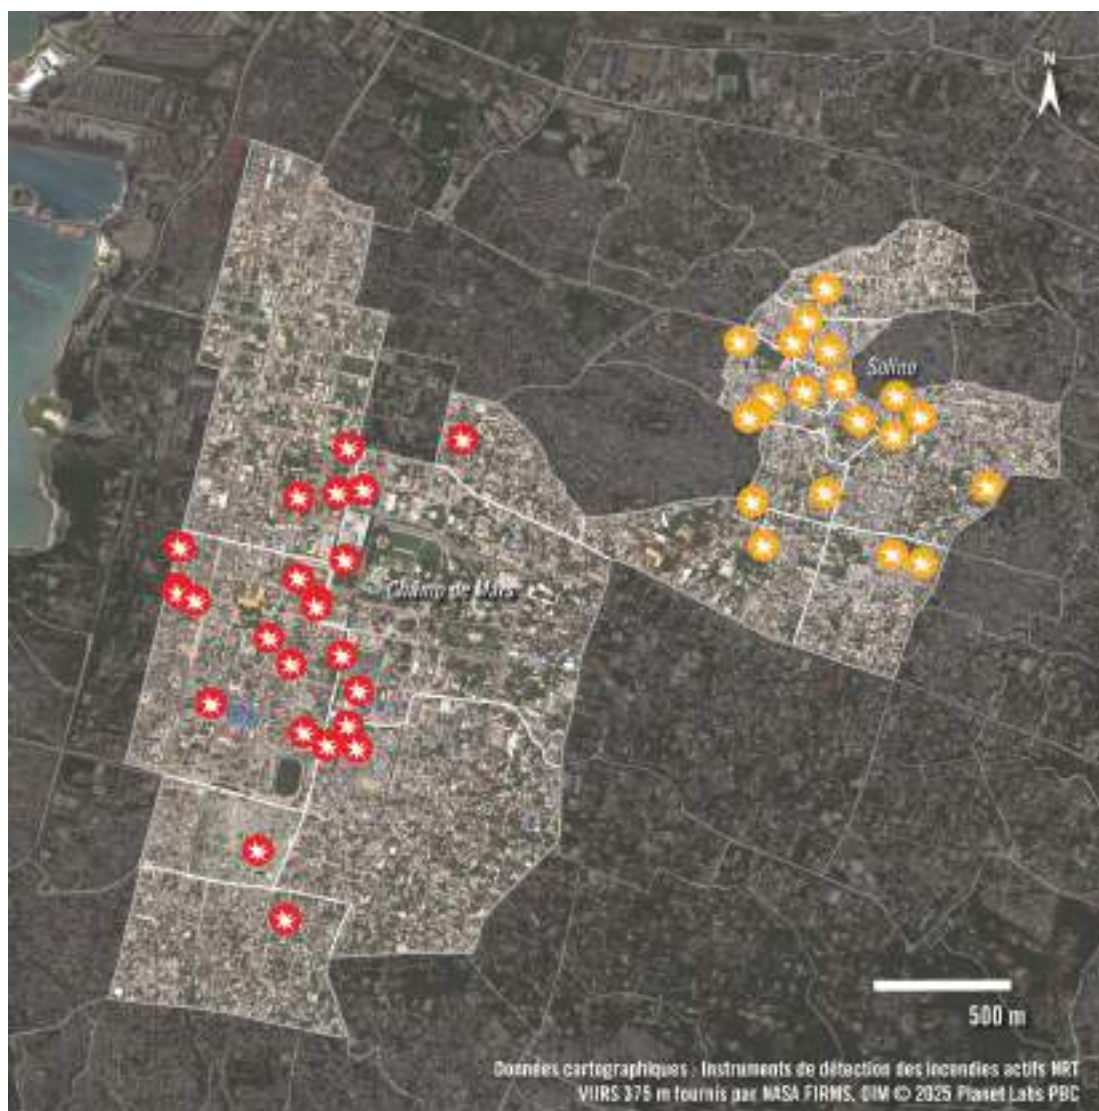 N
Solino
Champ de Mars
500 m
Données cartographiques : Instruments de détection des incendies actifs NRT
VIIRS 375 m fournis par NASA FIRMS, OIM © 2025 Planet Labs PBC